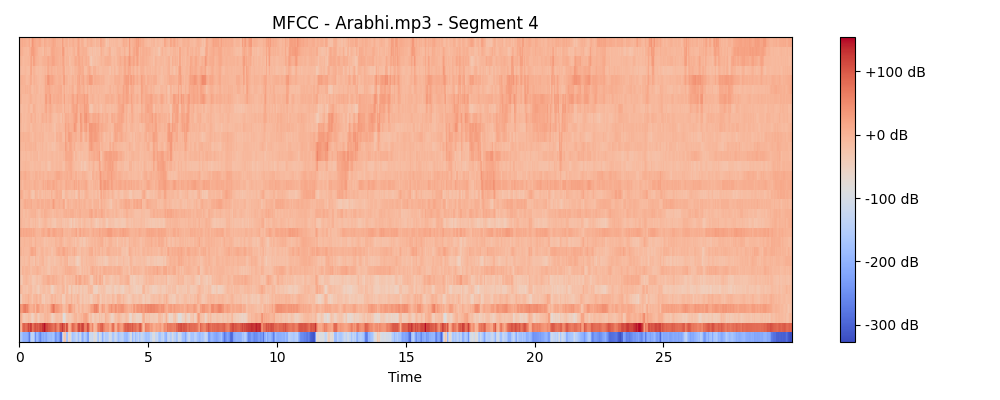 MFCC - Arabhi.mp3 - Segment 4
+100 dB
+0 dB
-100 dB
-200 dB
-300 dB
0 5 10 15 20 25
Time